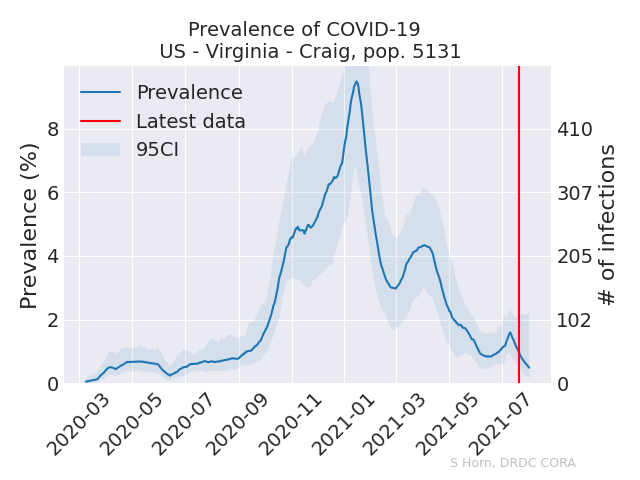 Prevalence of COVID-19
US - Virginia - Craig, pop. 5131
Prevalence
Latest data
95CI
Prevalence (%)
8
6
4
2
0
410
307
205
102
0
# of infections
2020-03
2020-05
2020-07
2020-09
2020-11
2021-01
2021-03
2021-05
2021-07
S Horn, DRDC CORA